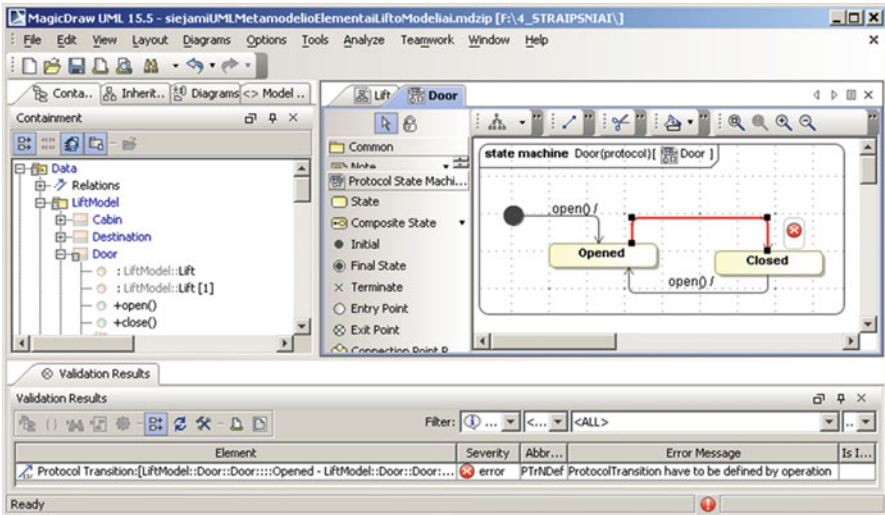 MagicDraw UML 15.5 - siejamiUMLMetamodelioElementaiLiftoModeliai.mdzip [F:\4_STRAIPSNIAI\]
File Edit View Layout Diagrams Options Tools Analyze Teamwork Window Help
Conta.. Inherit.. Diagrams <> Model ..
Containment
Data
Relations
LiftModel
Cabin
Destination
Door
: LiftModel::Lift
: LiftModel::Lift [1]
+open()
+close()
Lift Door
Common
Note
Protocol State Machi...
State
Composite State
Initial
Final State
Terminate
Entry Point
Exit Point
Connection Point R
state machine Door(protocol)[ Door ]
open() /
Opened
Closed
open() /
Validation Results
Validation Results
Filter: ... <... <ALL> ..
Element Severity Abbr... Error Message Is I...
Protocol Transition:[LiftModel::Door::Door::::Opened - LiftModel::Door::Door:... error PTrNDef ProtocolTransition have to be defined by operation
Ready